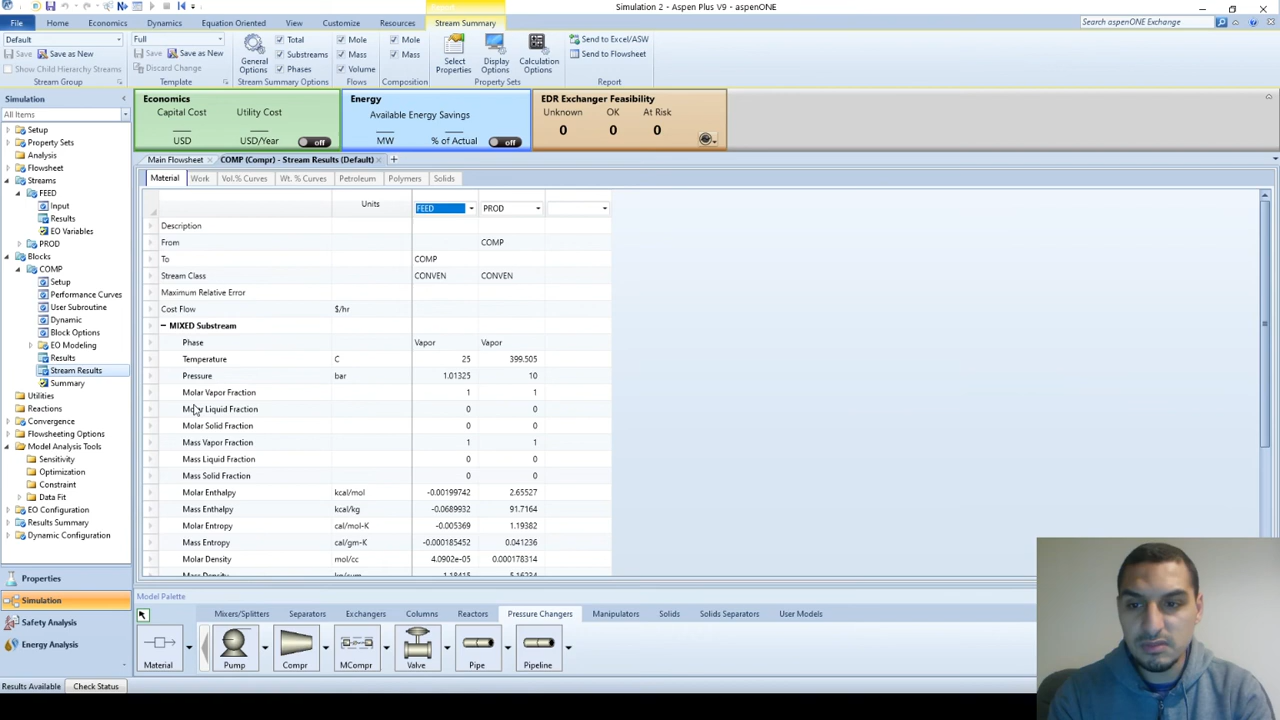 Stream Summary
Simulation 2 - Aspen Plus V9 - aspenONE
File Home Economics Dynamics Equation Oriented View Customize Resources Stream Summary Search aspenONE Exchange
Default Full Total Mole Mole Send to Excel/ASW
Save Save as New Save Save as New Substreams Mass Mass Send to Flowsheet
Show Child Hierarchy Streams Discard Change General Options Phases Volume Select Properties Display Options Calculation Options
Stream Group Template Stream Summary Options Flows Composition Property Sets Report
Simulation
All Items
Economics Energy EDR Exchanger Feasibility
Capital Cost Utility Cost Available Energy Savings Unknown OK At Risk
USD USD/Year off MW % of Actual off 0 0 0
Main Flowsheet COMP (Compr) - Stream Results (Default) +
Material Work Vol.% Curves Wt. % Curves Petroleum Polymers Solids
Setup
Property Sets
Analysis
Flowsheet
Streams
FEED
Input
Results
EO Variables
PROD
Blocks
COMP
Setup
Performance Curves
User Subroutine
Dynamic
Block Options
EO Modeling
Results
Stream Results
Summary
Utilities
Reactions
Convergence
Flowsheeting Options
Model Analysis Tools
Sensitivity
Optimization
Constraint
Data Fit
EO Configuration
Results Summary
Dynamic Configuration
Properties
Simulation
Safety Analysis
Energy Analysis
Units FEED PROD
Description
From COMP
To COMP
Stream Class CONVEN CONVEN
Maximum Relative Error
Cost Flow $/hr
MIXED Substream
Phase Vapor Vapor
Temperature C 25 399.505
Pressure bar 1.01325 10
Molar Vapor Fraction 1 1
Molar Liquid Fraction 0 0
Molar Solid Fraction 0 0
Mass Vapor Fraction 1 1
Mass Liquid Fraction 0 0
Mass Solid Fraction 0 0
Molar Enthalpy kcal/mol -0.00199742 2.65527
Mass Enthalpy kcal/kg -0.0689932 91.7164
Molar Entropy cal/mol-K -0.005369 1.19382
Mass Entropy cal/gm-K -0.000185452 0.041236
Molar Density mol/cc 4.0902e-05 0.000178314
Model Palette
Mixers/Splitters Separators Exchangers Columns Reactors Pressure Changers Manipulators Solids Solids Separators User Models
Material Pump Compr MCompr Valve Pipe Pipeline
Results Available Check Status